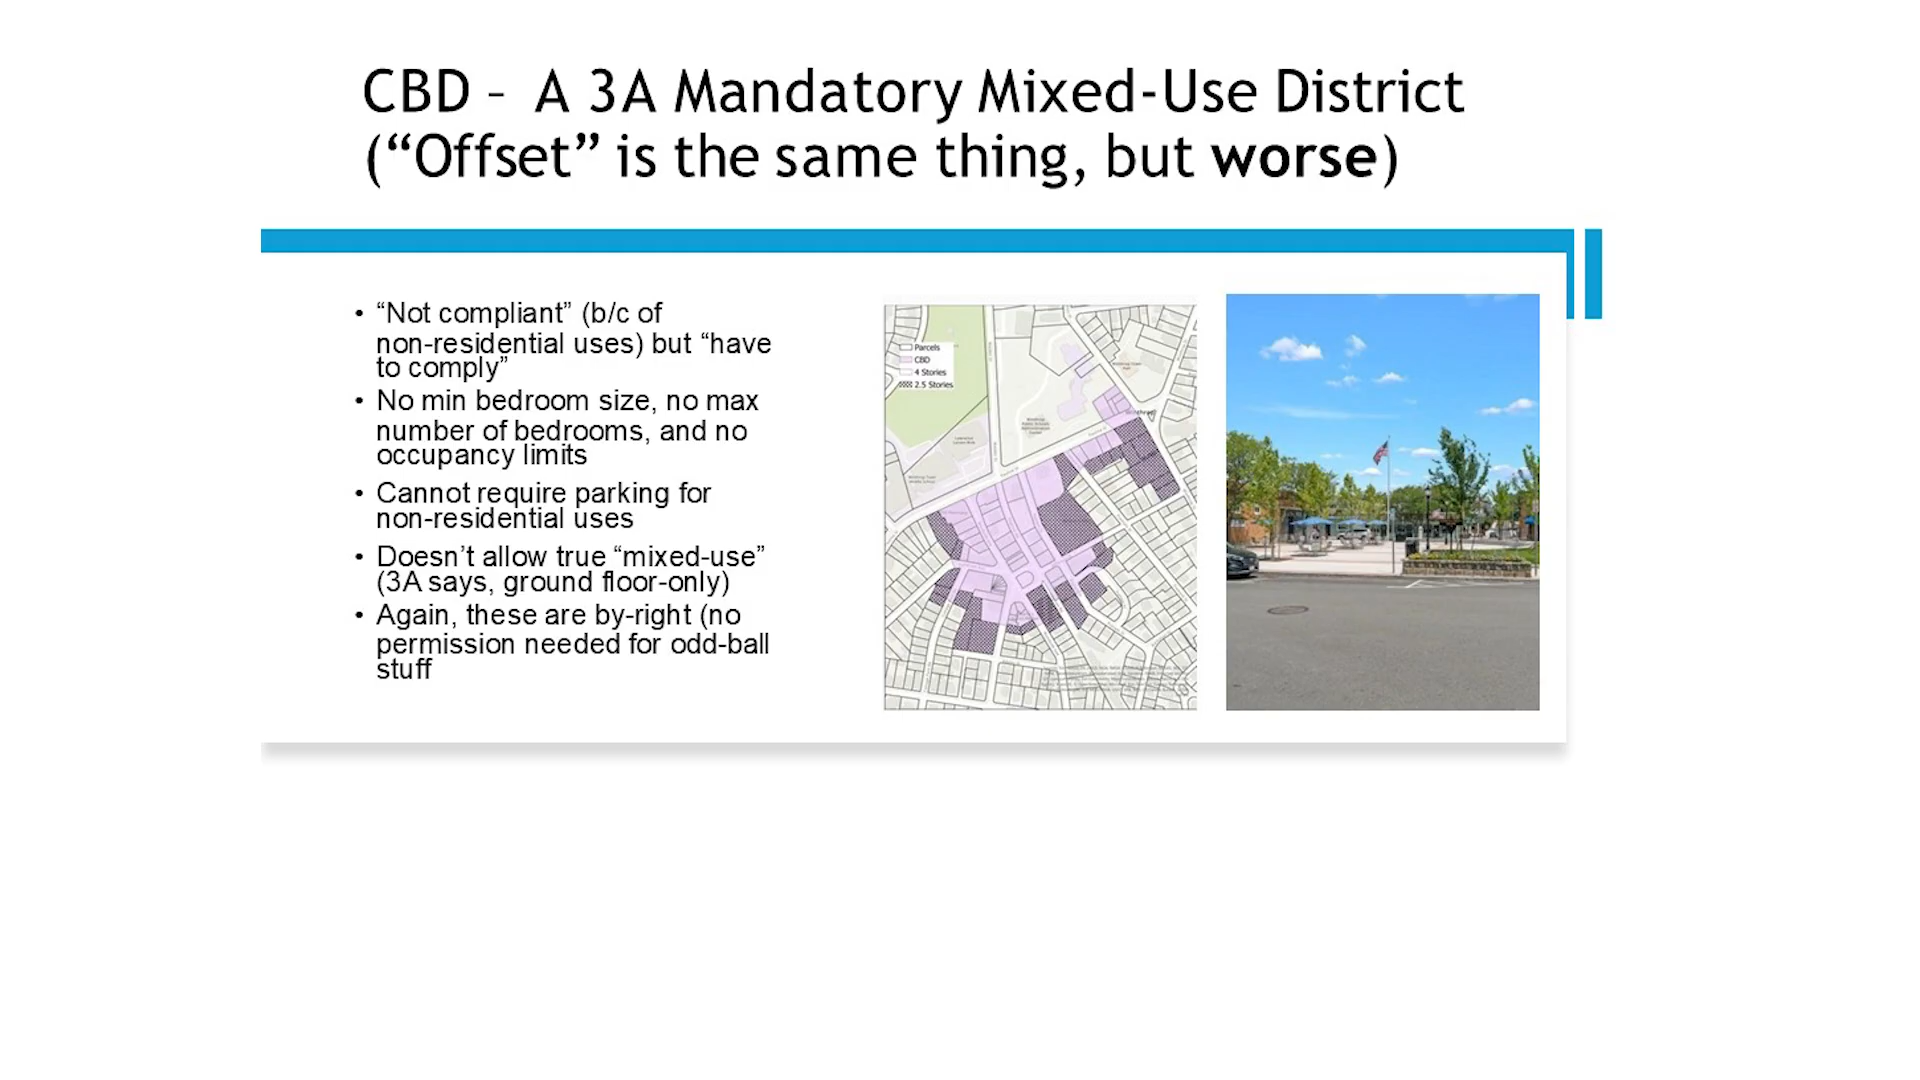 CBD – A 3A Mandatory Mixed-Use District
(“Offset” is the same thing, but worse)
• “Not compliant” (b/c of
non-residential uses) but “have
to comply”
• No min bedroom size, no max
number of bedrooms, and no
occupancy limits
• Cannot require parking for
non-residential uses
• Doesn’t allow true “mixed-use”
(3A says, ground floor-only)
• Again, these are by-right (no
permission needed for odd-ball
stuff
Parcels
CBD
4 Stories
2.5 Stories